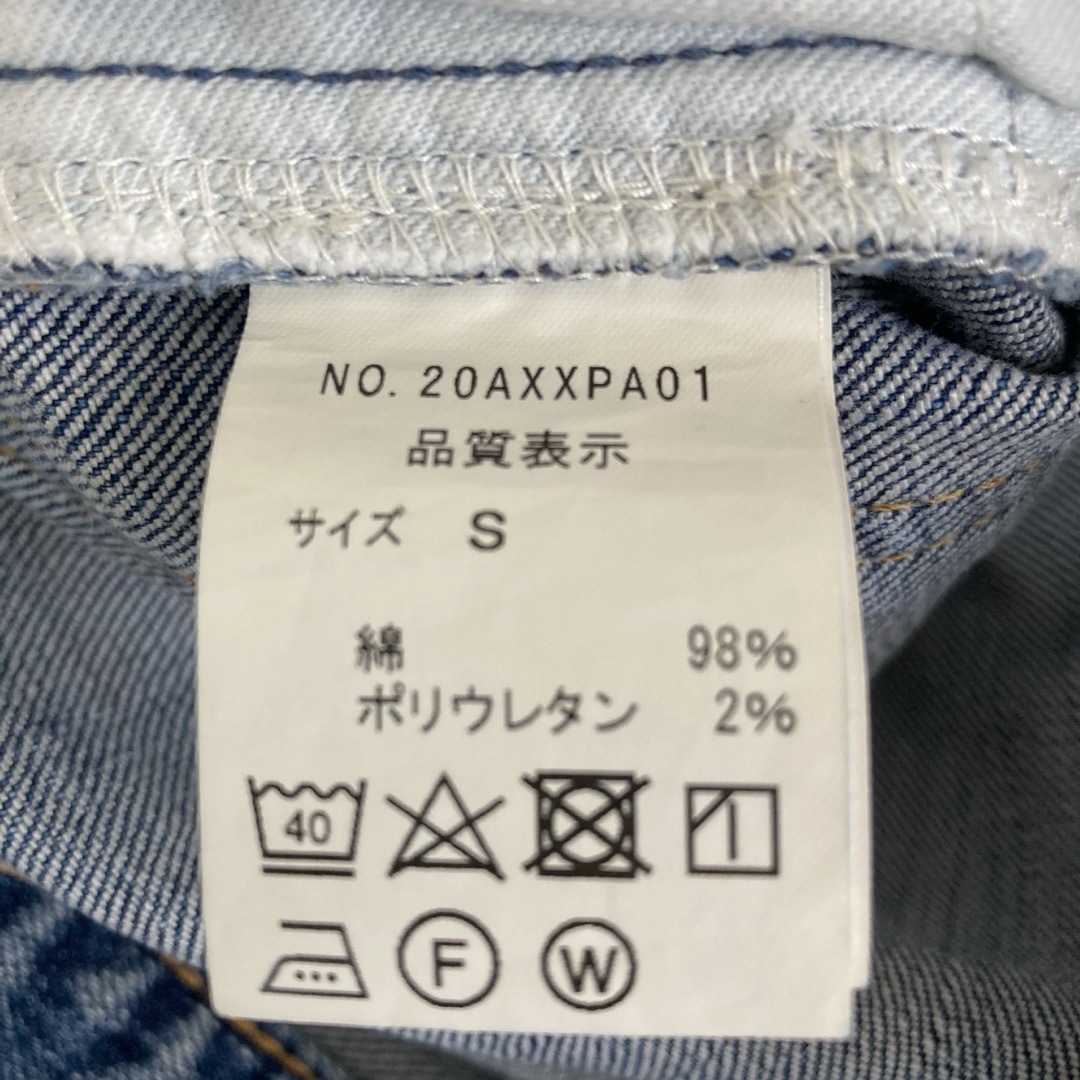 NO. 20AXXPA01
品質表示
サイズ S
綿 98%
ポリウレタン 2%
40
F W